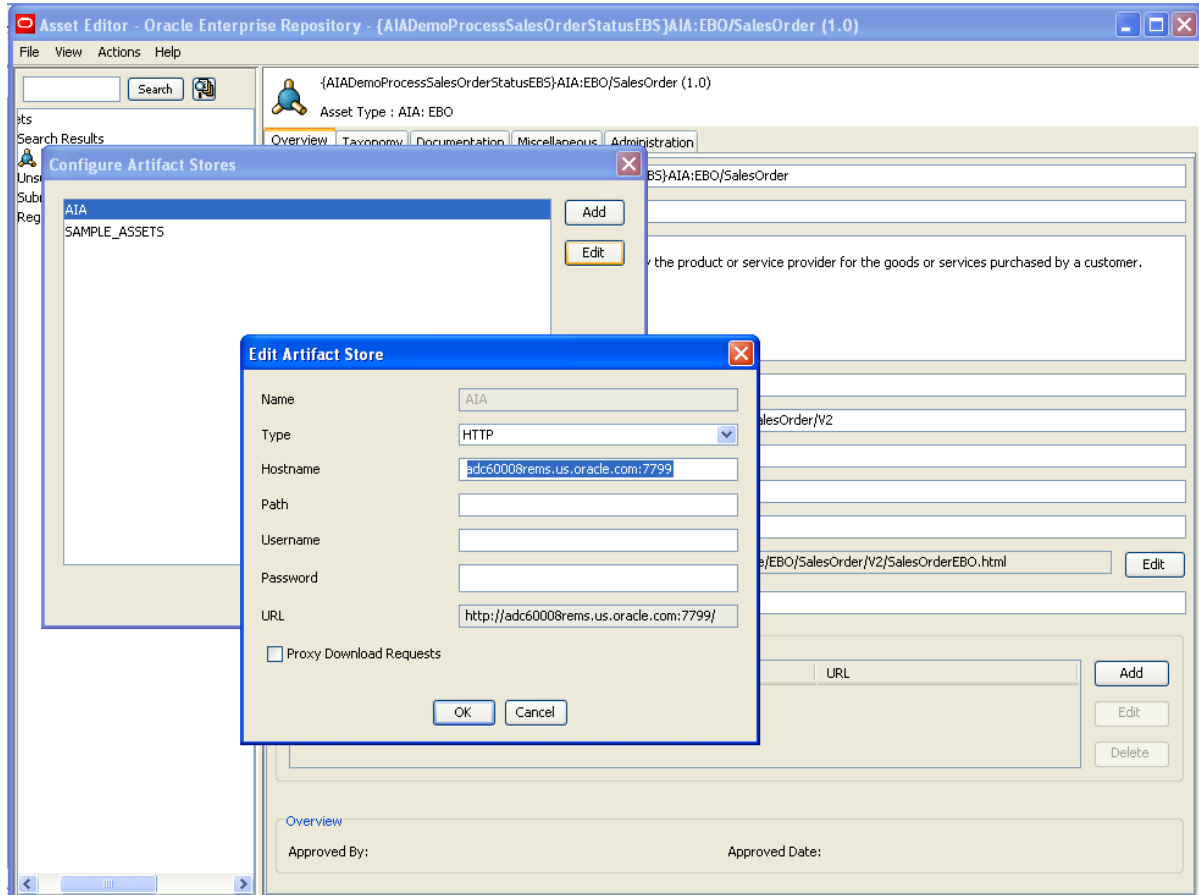 Asset Editor - Oracle Enterprise Repository - {AIADemoProcessSalesOrderStatusEBS}AIA:EBO/SalesOrder (1.0)
File View Actions Help
Search
{AIADemoProcessSalesOrderStatusEBS}-AIA:EBO/SalesOrder (1.0)
Asset Type : AIA: EBO
ets
Search Results
Uns
Sub
Reg
Overview Taxonomy Documentation Miscellaneous Administration
BS}-AIA:EBO/SalesOrder
the product or service provider for the goods or services purchased by a customer.
alesOrder/V2
e/EBO/SalesOrder/V2/SalesOrderEBO.html
Edit
URL
Add
Edit
Delete
Overview
Approved By:
Approved Date:
Configure Artifact Stores
AIA
SAMPLE_ASSETS
Add
Edit
Edit Artifact Store
Name AIA
Type HTTP
Hostname adc60008rems.us.oracle.com:7799
Path
Username
Password
URL http://adc60008rems.us.oracle.com:7799/
Proxy Download Requests
OK Cancel